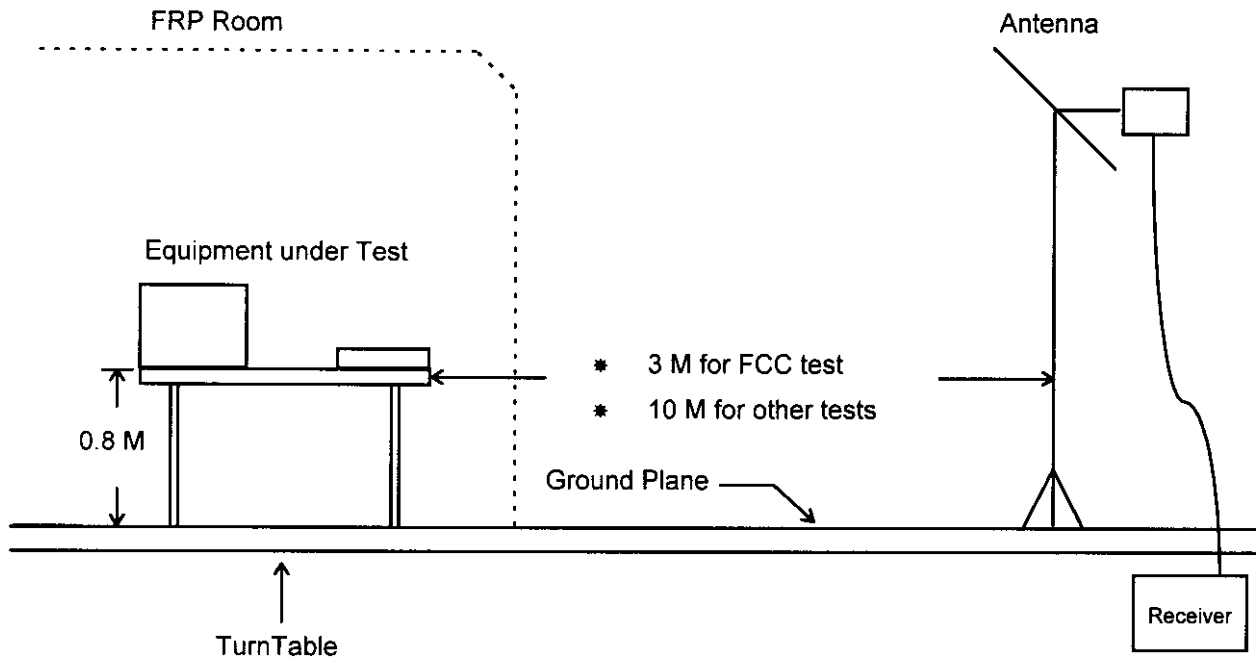 FRP Room
Antenna
Equipment under Test
* 3 M for FCC test
* 10 M for other tests
0.8 M
Ground Plane
Receiver
TurnTable